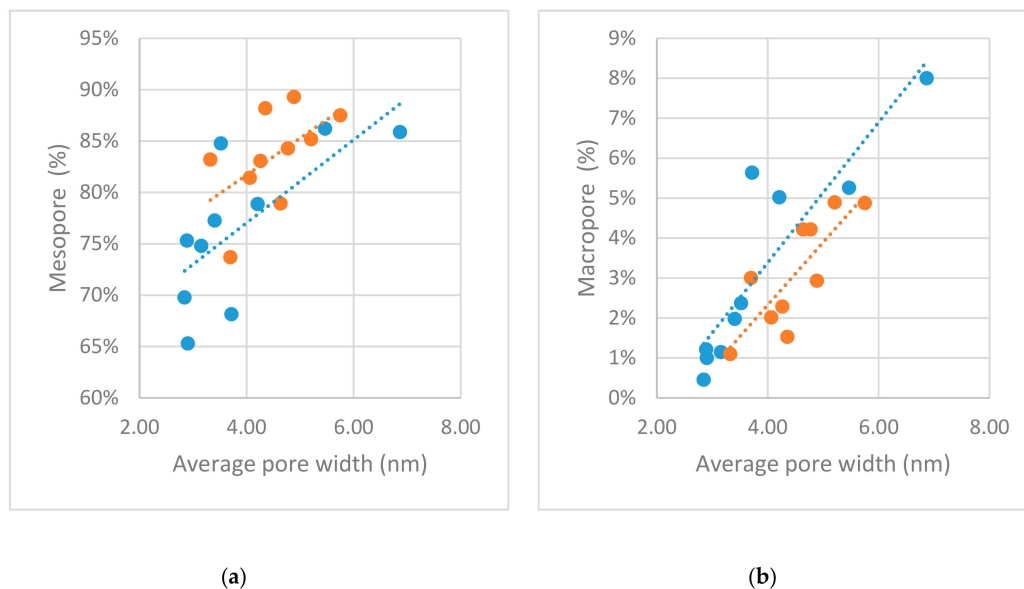 95%
90%
85%
80%
75%
70%
65%
60%
Mesopore (%)
2.00 4.00 6.00 8.00
Average pore width (nm)
(a)
9%
8%
7%
6%
5%
4%
3%
2%
1%
0%
Macropore (%)
2.00 4.00 6.00 8.00
Average pore width (nm)
(b)